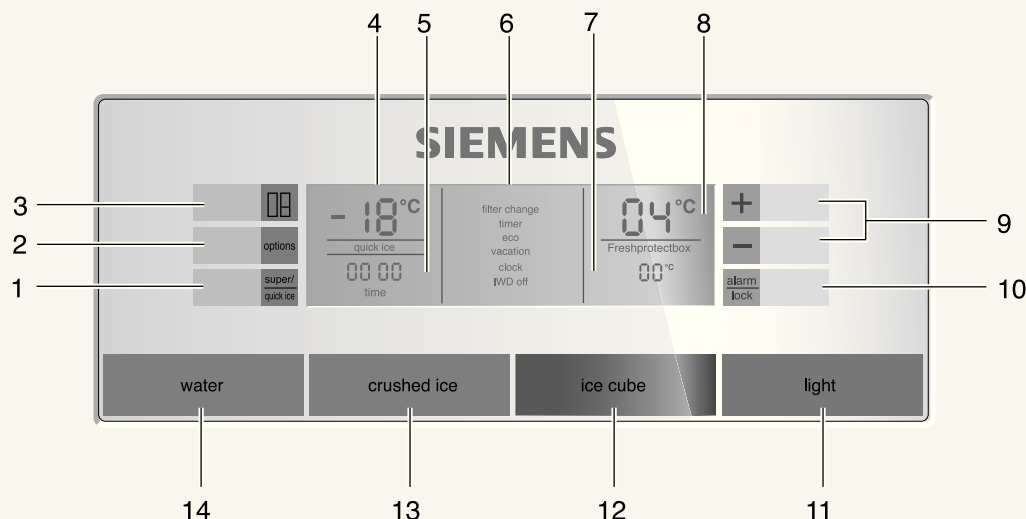 4 5 6 7 8
SIEMENS
3
2 options
1 super/
quick ice
- 18 °C
quick ice
00 00
time
filter change
timer
eco
vacation
clock
IWD off
04 °C
Freshprotectbox
00 °C
+
−
9
alarm
lock
10
water crushed ice ice cube light
14 13 12 11